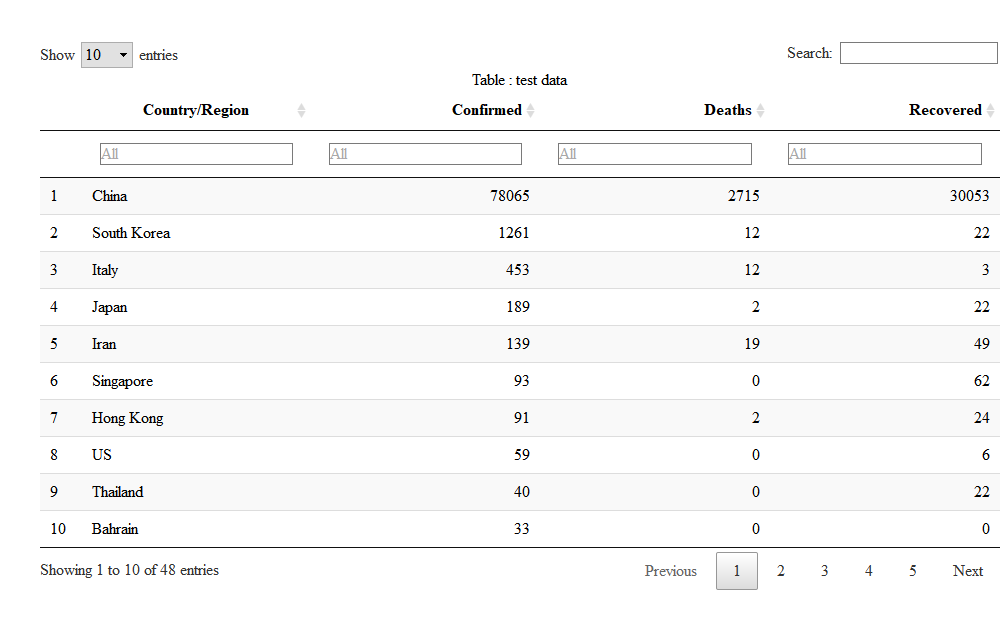 Show 10 entries Search:
Table : test data
Country/Region Confirmed Deaths Recovered
All All All All
1 China 78065 2715 30053
2 South Korea 1261 12 22
3 Italy 453 12 3
4 Japan 189 2 22
5 Iran 139 19 49
6 Singapore 93 0 62
7 Hong Kong 91 2 24
8 US 59 0 6
9 Thailand 40 0 22
10 Bahrain 33 0 0
Showing 1 to 10 of 48 entries Previous 1 2 3 4 5 Next